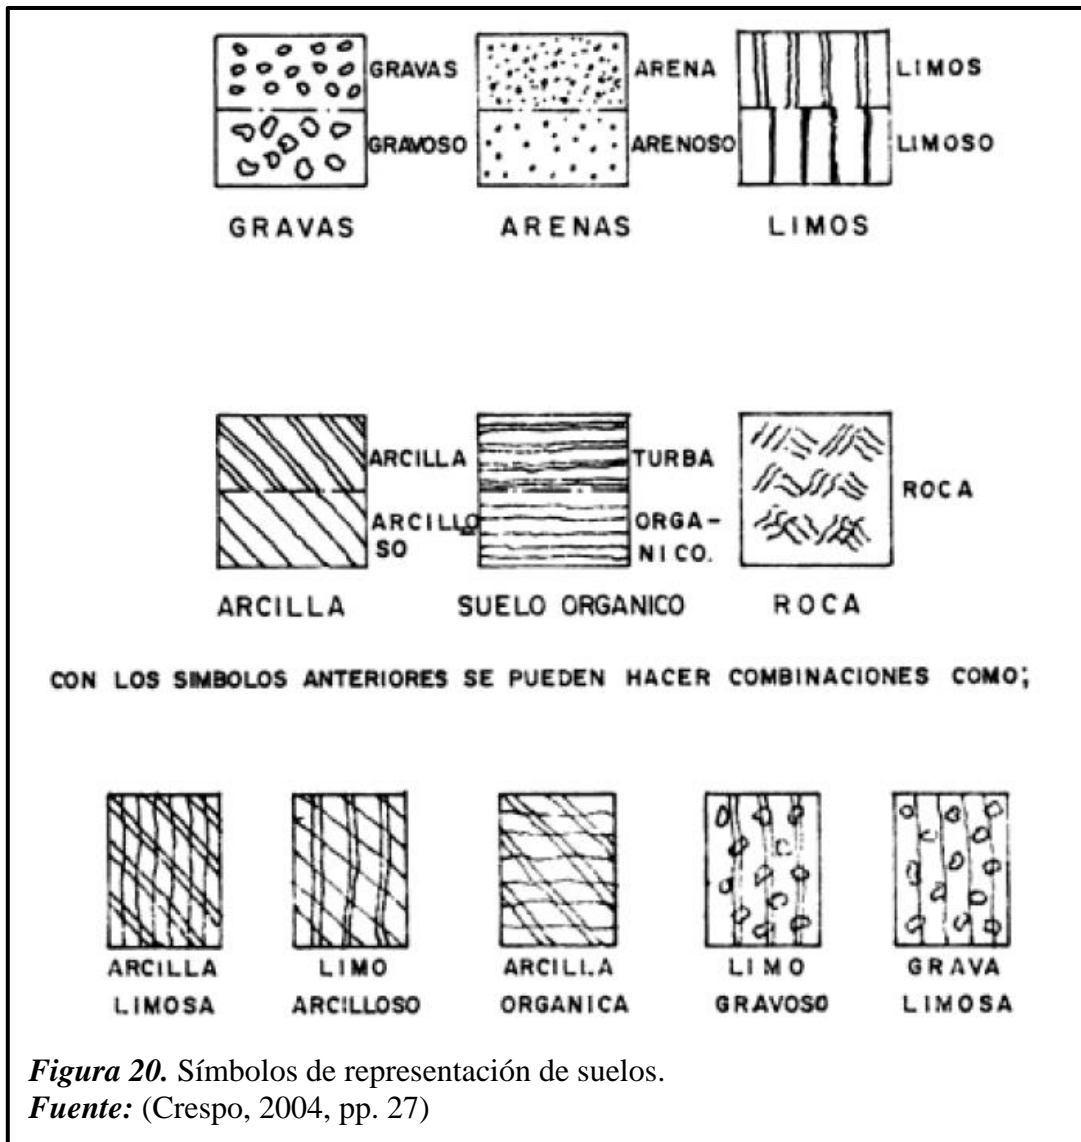 GRAVAS
GRAVOSO
GRAVAS
ARENA
ARENOSO
ARENAS
LIMOS
LIMOSO
LIMOS
ARCILLA
ARCILLO
SO
ARCILLA
TURBA
ORGA-
NICO.
SUELO ORGANICO
ROCA
ROCA
CON LOS SIMBOLOS ANTERIORES SE PUEDEN HACER COMBINACIONES COMO;
ARCILLA
LIMOSA
LIMO
ARCILLOSO
ARCILLA
ORGANICA
LIMO
GRAVOSO
GRAVA
LIMOSA
Figura 20. Símbolos de representación de suelos.
Fuente: (Crespo, 2004, pp. 27)